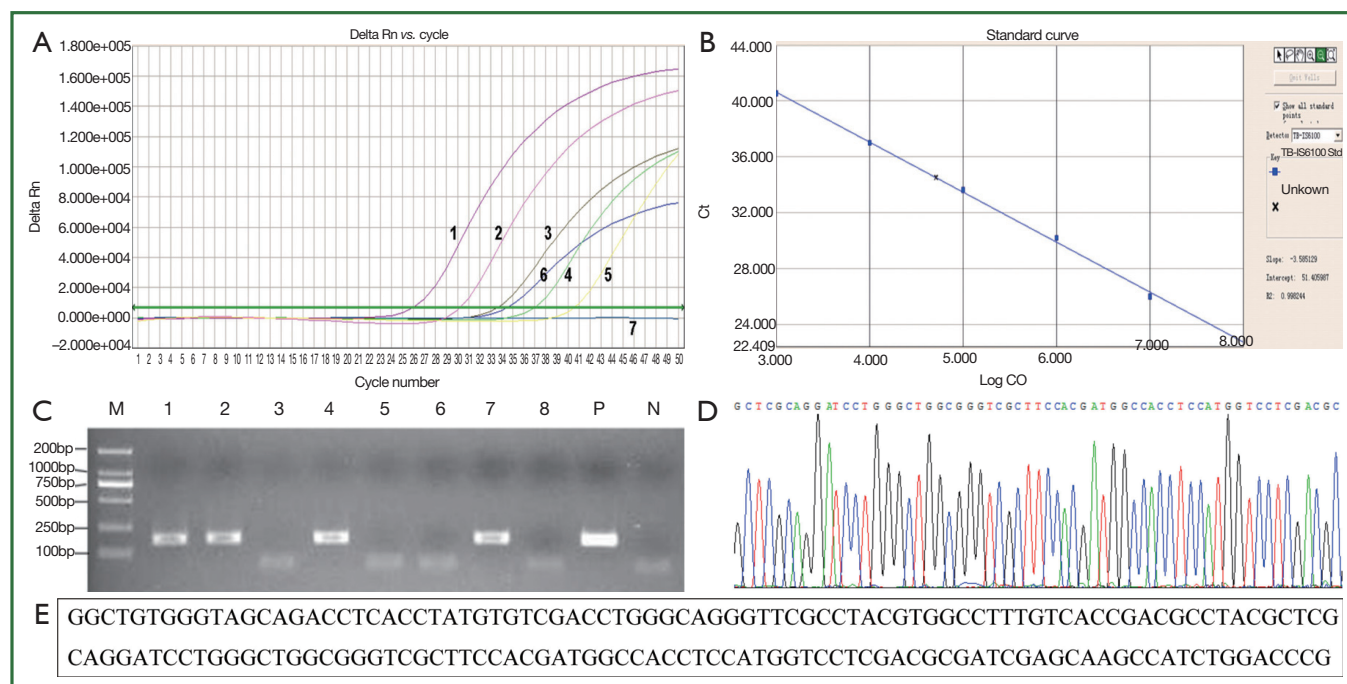 A
Delta Rn vs. cycle
1.800e+005
1.600e+005
1.400e+005
1.200e+005
1.000e+005
8.000e+004
6.000e+004
4.000e+004
2.000e+004
0.000e+000
–2.000e+004
Delta Rn
1
2
3
6
4
5
7
1 2 3 4 5 6 7 8 9 10 11 12 13 14 15 16 17 18 19 20 21 22 23 24 25 26 27 28 29 30 31 32 33 34 35 36 37 38 39 40 41 42 43 44 45 46 47 48 49 50
Cycle number
B
Standard curve
44.000
40.000
36.000
32.000
28.000
24.000
22.409
Ct
3.000 4.000 5.000 6.000 7.000 8.000
Log CO
Show all standard
points
Detector TB-IS6100
Key
TB-IS6100 Std
Unkown
x
Slope: -3.585129
Intercept: 51.405987
R2: 0.998244
C
M 1 2 3 4 5 6 7 8 P N
200bp
1000bp
750bp
500bp
250bp
100bp
D
GCTCGCAGGATCCTGGGCTGGCGGGTCGCTTCCACGATGGCCACCTCCATGGTCCTCGACGC
E
GGCTGTGGGTAGCAGACCTCACCTATGTGTCGACCTGGGCAGGGTTCGCCTACGTGGCCTTTGTCACCGACGCCTACGCTCG
CAGGATCCTGGGCTGGCGGGTCGCTTCCACGATGGCCACCTCCATGGTCCTCGACGCGATCGAGCAAGCCATCTGGACCCG